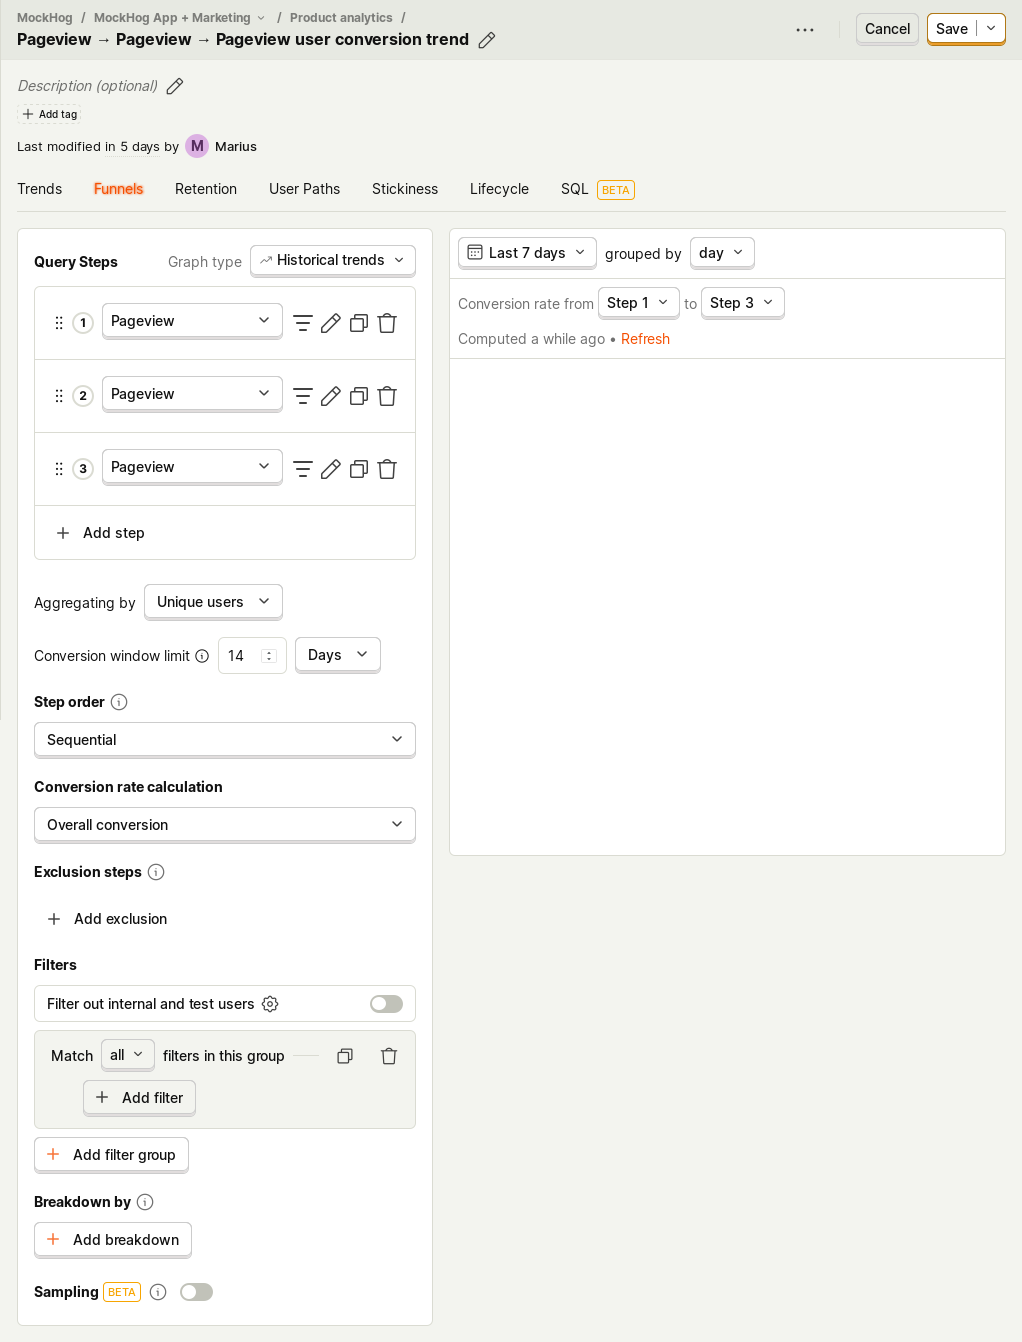 MockHog / MockHog App + Marketing / Product analytics /
Pageview → Pageview → Pageview user conversion trend
Cancel
Save
Description (optional)
Add tag
Last modified in 5 days by M Marius
Trends Funnels Retention User Paths Stickiness Lifecycle SQL BETA
Query Steps Graph type Historical trends
1 Pageview
2 Pageview
3 Pageview
Add step
Aggregating by Unique users
Conversion window limit 14 Days
Step order
Sequential
Conversion rate calculation
Overall conversion
Exclusion steps
Add exclusion
Filters
Filter out internal and test users
Match all filters in this group
Add filter
Add filter group
Breakdown by
Add breakdown
Sampling BETA
Last 7 days grouped by day
Conversion rate from Step 1 to Step 3
Computed a while ago • Refresh